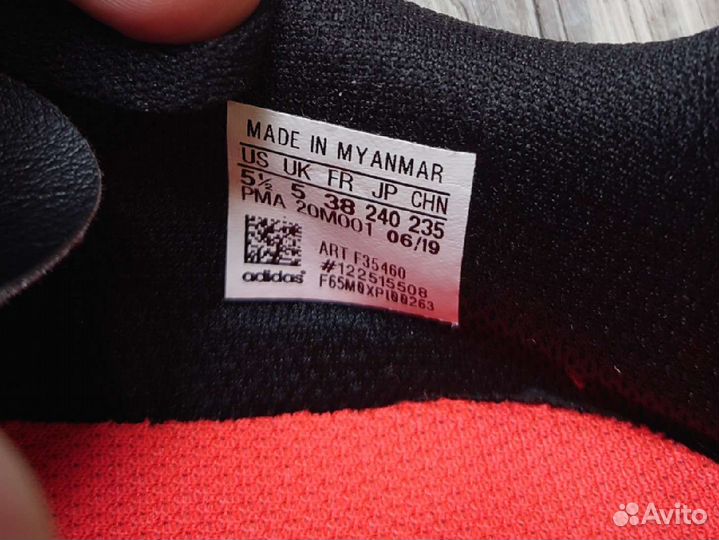 MADE IN MYANMAR
US UK FR JP CHN
5½ 5 38 240 235
PMA 20M001 06/19
ART F35460
#122515508
F65M0XPl00263
adidas
Avito